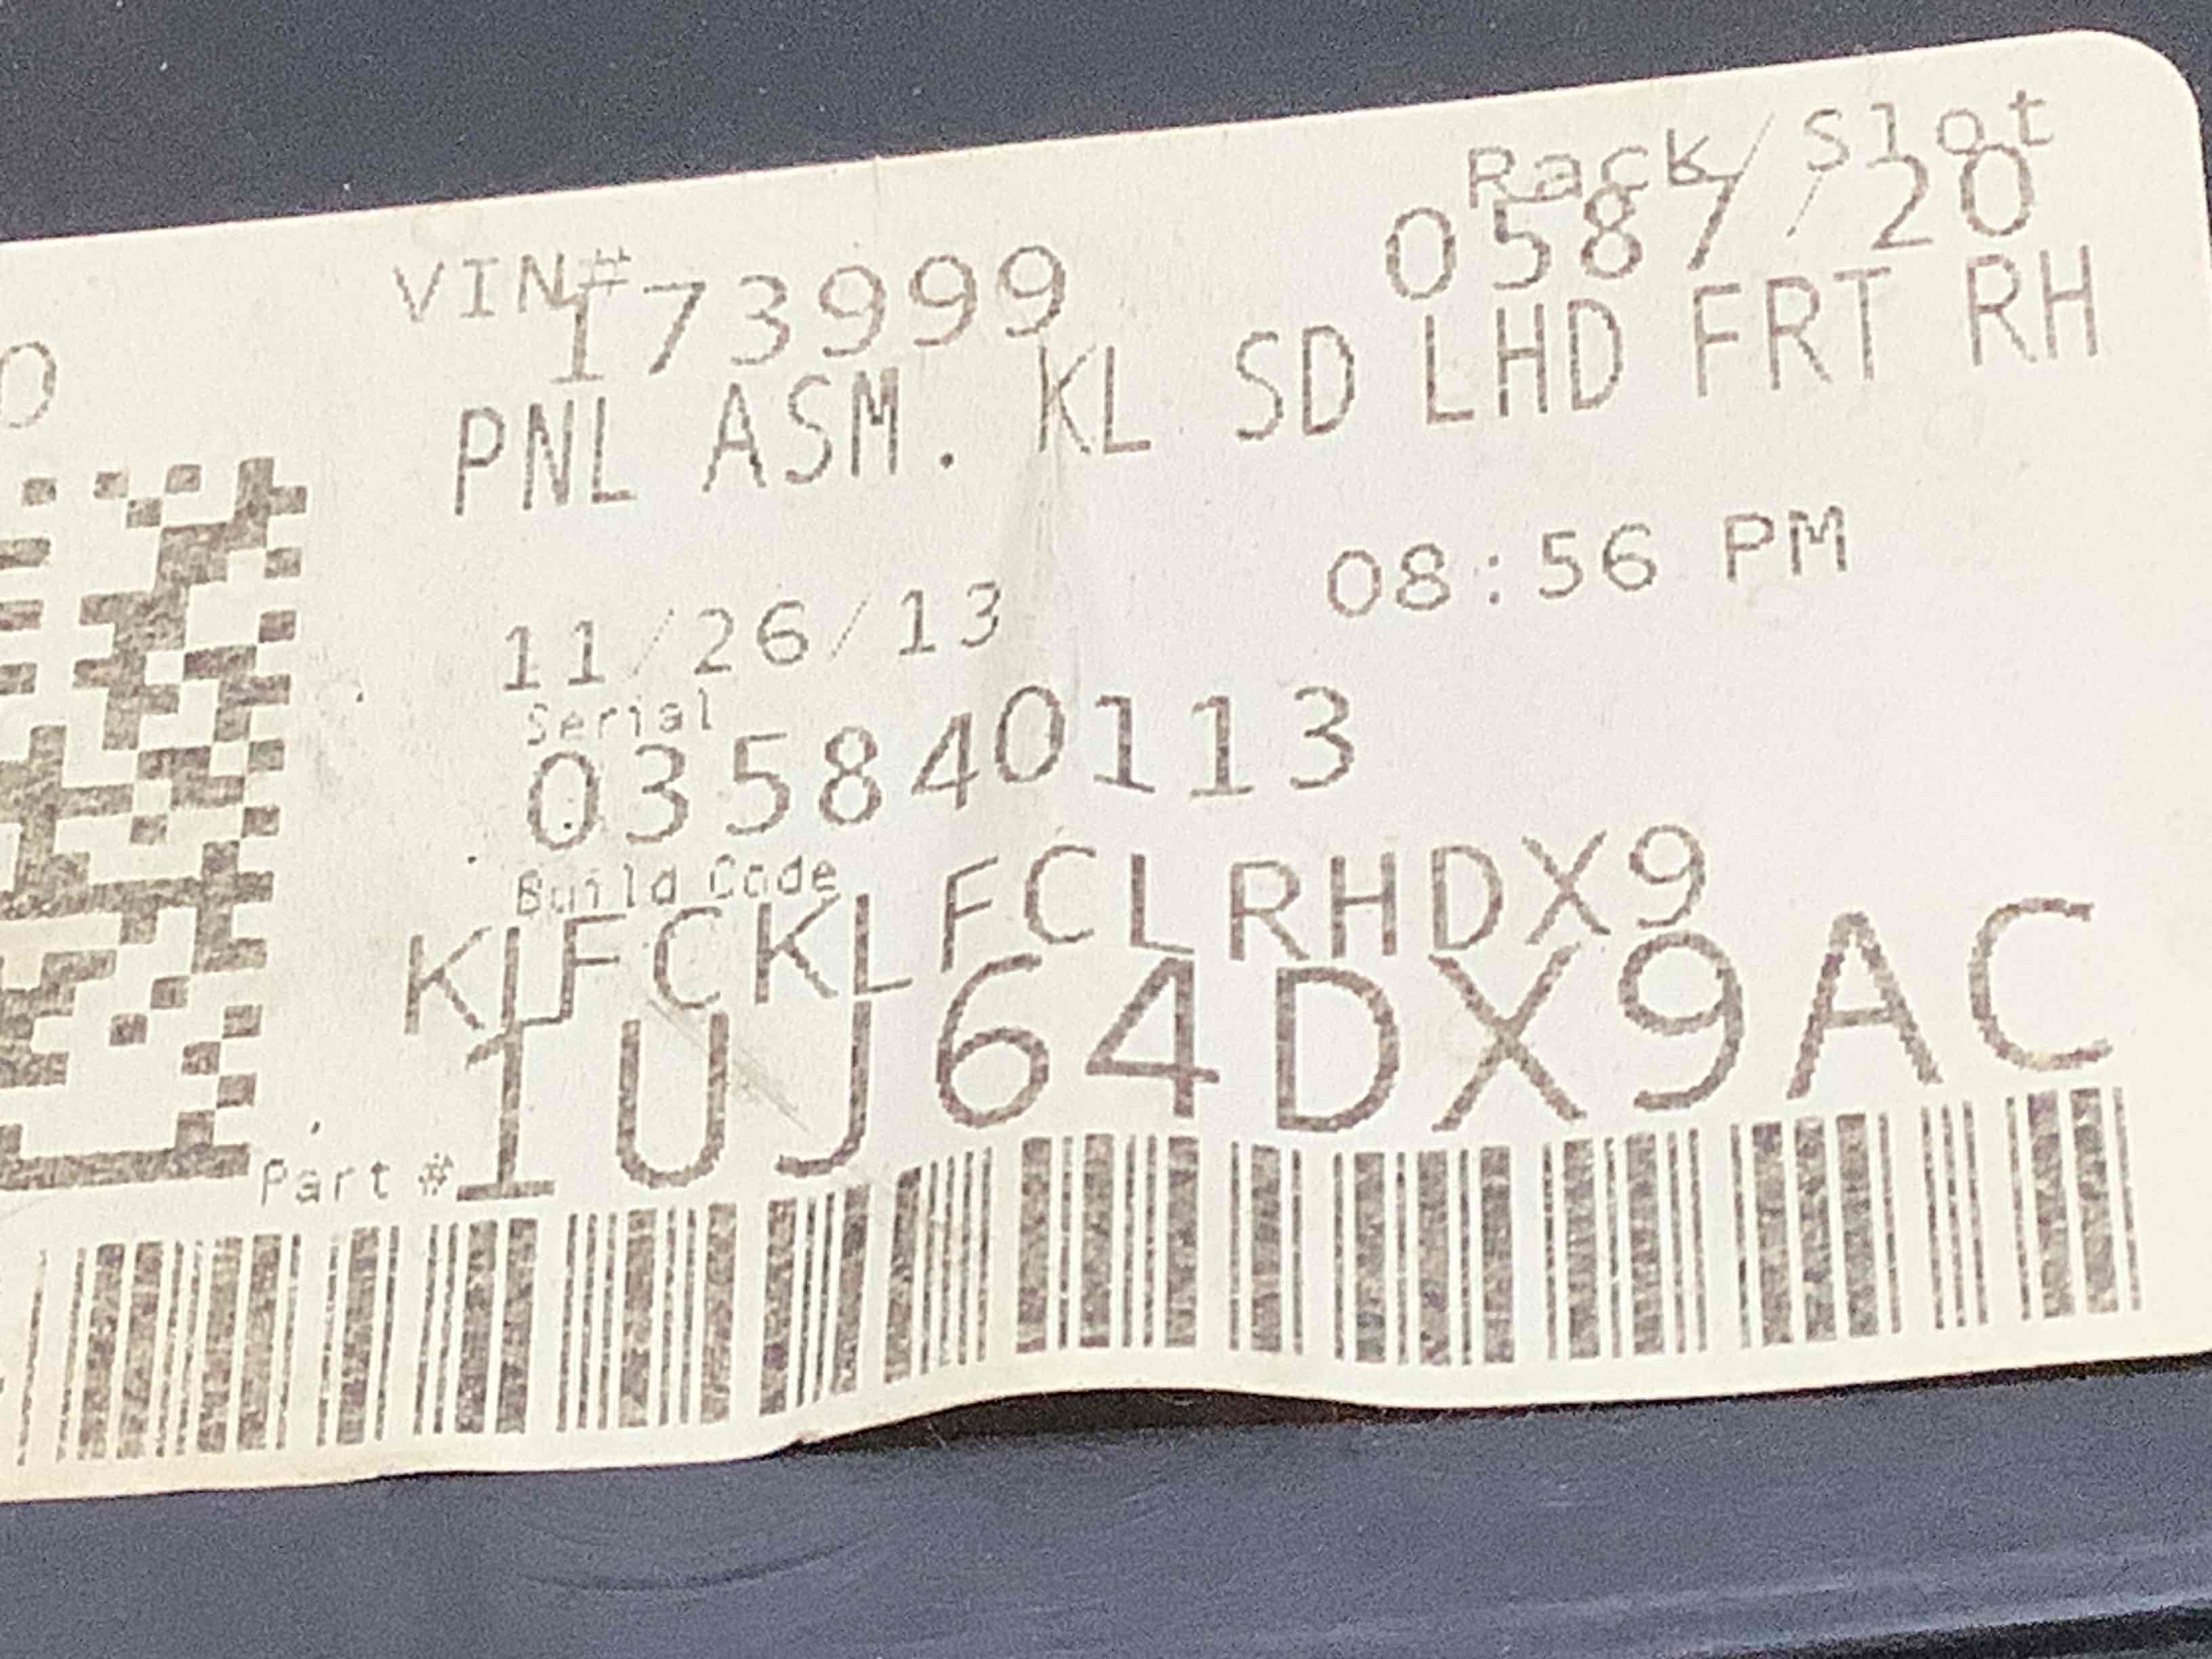 Rack/Slot
VIN# 173999 0587/20
PNL ASM. KL SD LHD FRT RH
11/26/13 08:56 PM
Serial
035840113
Build Code
KLFCKLFCLRHDX9
Part # 1UJ64DX9AC